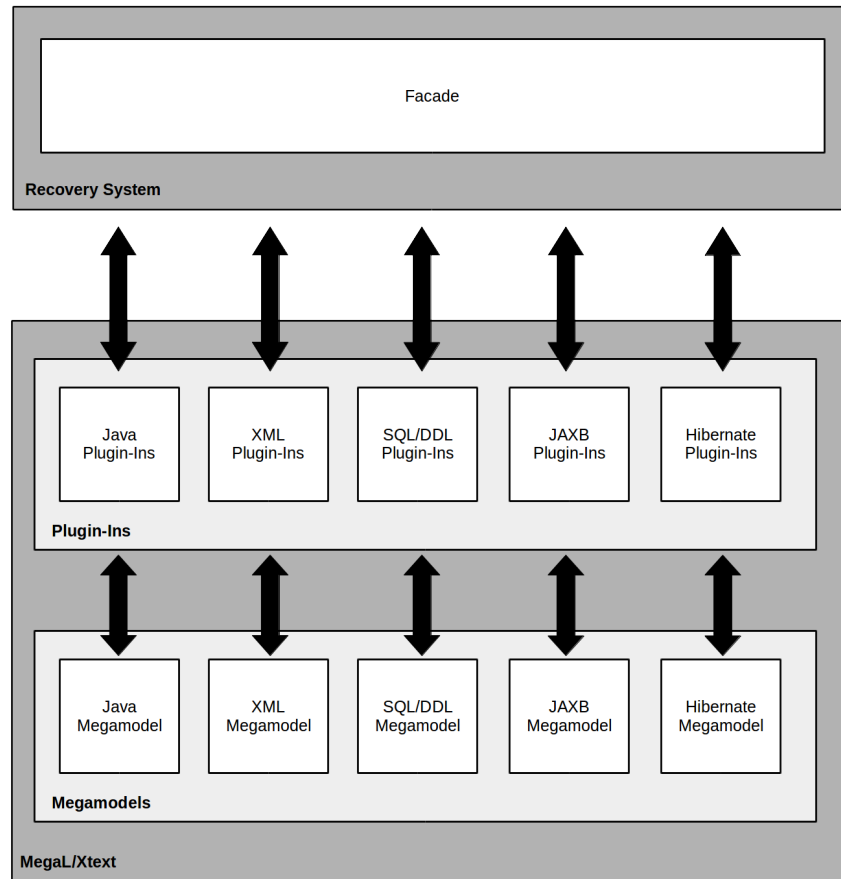 Facade
Recovery System
Java
Plugin-Ins
XML
Plugin-Ins
SQL/DDL
Plugin-Ins
JAXB
Plugin-Ins
Hibernate
Plugin-Ins
Plugin-Ins
Java
Megamodel
XML
Megamodel
SQL/DDL
Megamodel
JAXB
Megamodel
Hibernate
Megamodel
Megamodels
MegaL/Xtext